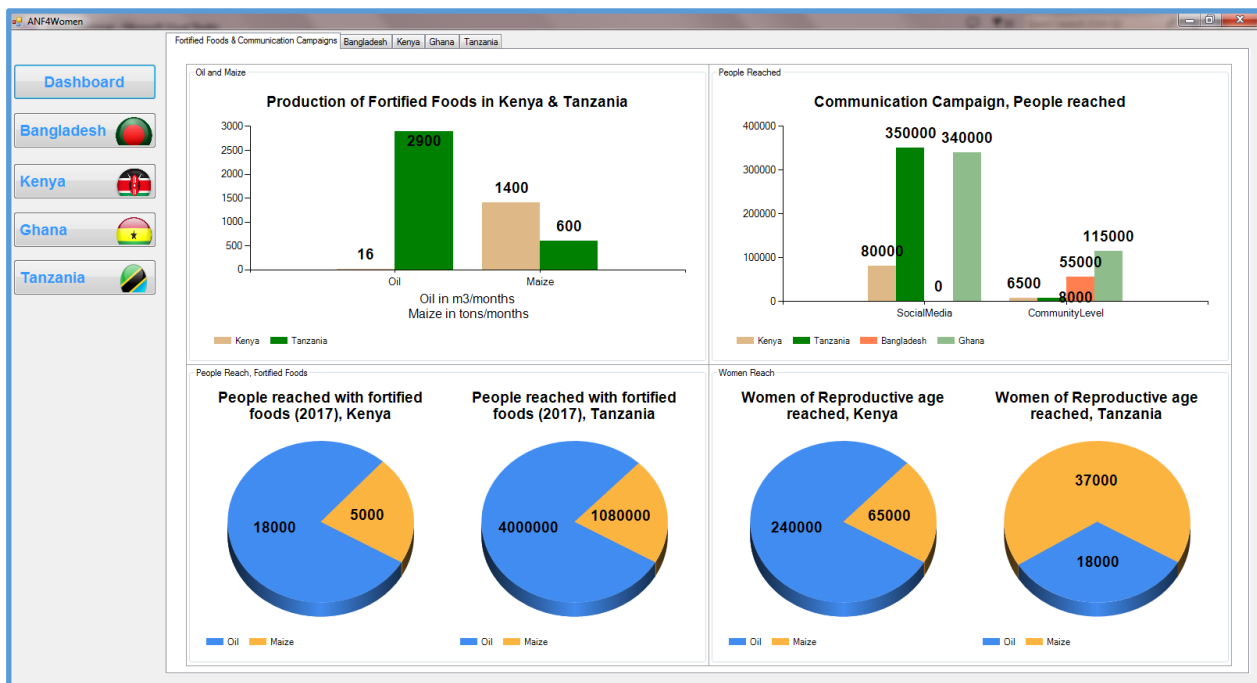 ANF4Women
Dashboard
Bangladesh
Kenya
Ghana
Tanzania
Fortified Foods & Communication Campaigns Bangladesh Kenya Ghana Tanzania
Oil and Maize
Production of Fortified Foods in Kenya & Tanzania
3000
2500
2000
1500
1000
500
0
16
2900
1400
600
Oil Maize
Oil in m3/months
Maize in tons/months
Kenya Tanzania
People Reached
Communication Campaign, People reached
400000
300000
200000
100000
0
80000
350000
0
340000
6500
8000
55000
115000
SocialMedia CommunityLevel
Kenya Tanzania Bangladesh Ghana
People Reach, Fortified Foods
People reached with fortified
foods (2017), Kenya
18000
5000
Oil Maize
People reached with fortified
foods (2017), Tanzania
4000000
1080000
Oil Maize
Women Reach
Women of Reproductive age
reached, Kenya
240000
65000
Oil Maize
Women of Reproductive age
reached, Tanzania
37000
18000
Oil Maize